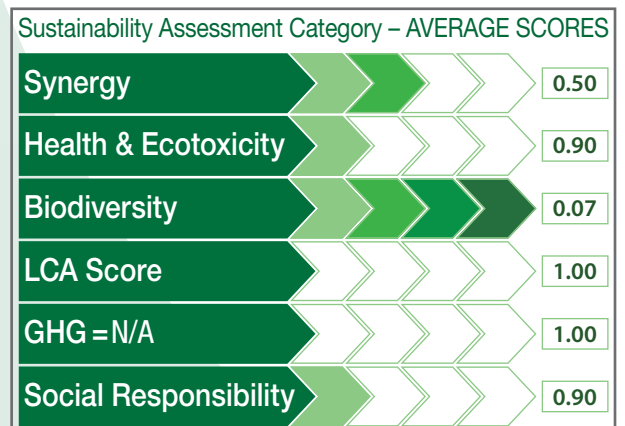 Sustainability Assessment Category – AVERAGE SCORES
Synergy 0.50
Health & Ecotoxicity 0.90
Biodiversity 0.07
LCA Score 1.00
GHG = N/A 1.00
Social Responsibility 0.90